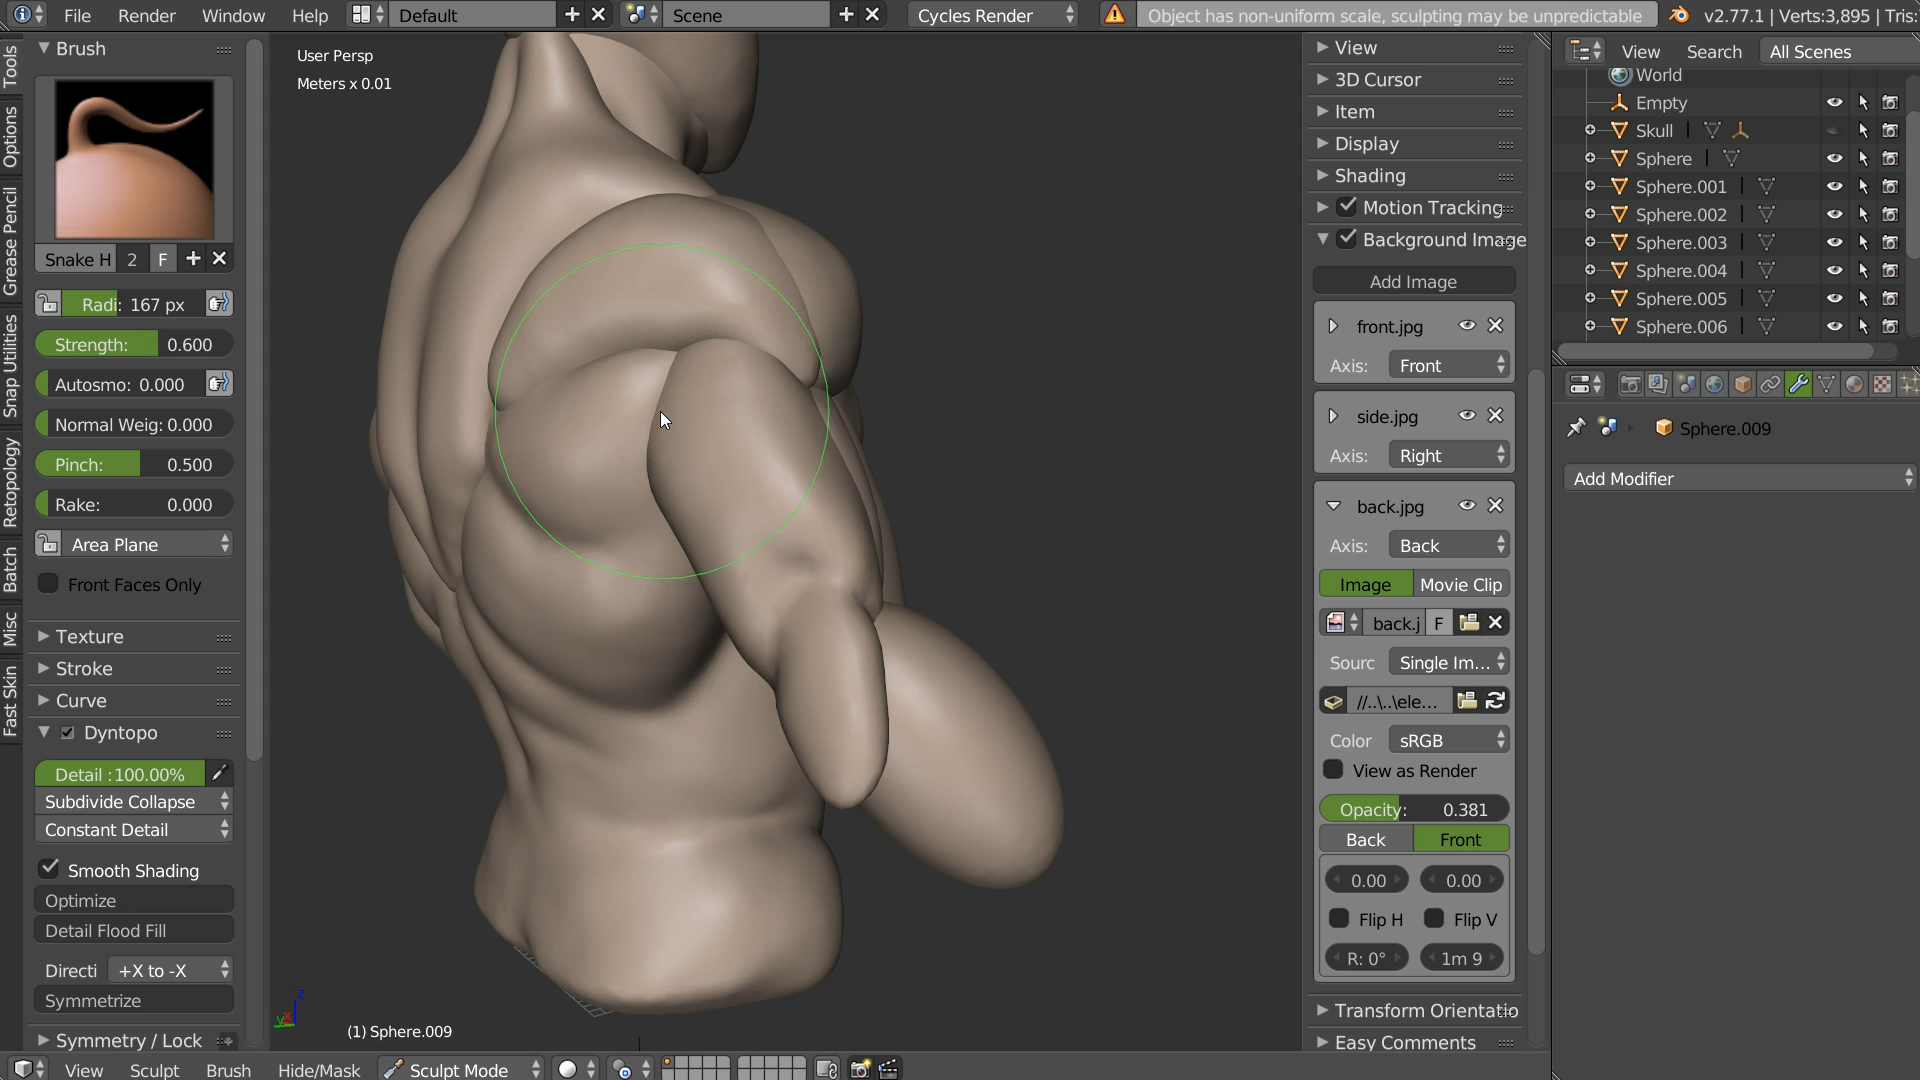 File Render Window Help Default Scene Cycles Render Object has non-uniform scale, sculpting may be unpredictable v2.77.1 | Verts:3,895 | Tris:
Tools
Options
Grease Pencil
Snap Utilities
Retopology
Batch
Misc
Fast Skin
Brush
Snake H 2 F
Radi: 167 px
Strength: 0.600
Autosmo: 0.000
Normal Weig: 0.000
Pinch: 0.500
Rake: 0.000
Area Plane
Front Faces Only
Texture
Stroke
Curve
Dyntopo
Detail :100.00%
Subdivide Collapse
Constant Detail
Smooth Shading
Optimize
Detail Flood Fill
Directi +X to -X
Symmetrize
Symmetry / Lock
User Persp
Meters x 0.01
(1) Sphere.009
View Sculpt Brush Hide/Mask Sculpt Mode
View
3D Cursor
Item
Display
Shading
Motion Tracking
Background Image
Add Image
front.jpg
Axis: Front
side.jpg
Axis: Right
back.jpg
Axis: Back
Image Movie Clip
back.j F
Sourc Single Im...
//..\..\ele...
Color sRGB
View as Render
Opacity: 0.381
Back Front
0.00 0.00
Flip H Flip V
R: 0° 1m 9
Transform Orientatio
Easy Comments
View Search All Scenes
World
Empty
Skull
Sphere
Sphere.001
Sphere.002
Sphere.003
Sphere.004
Sphere.005
Sphere.006
Sphere.009
Add Modifier